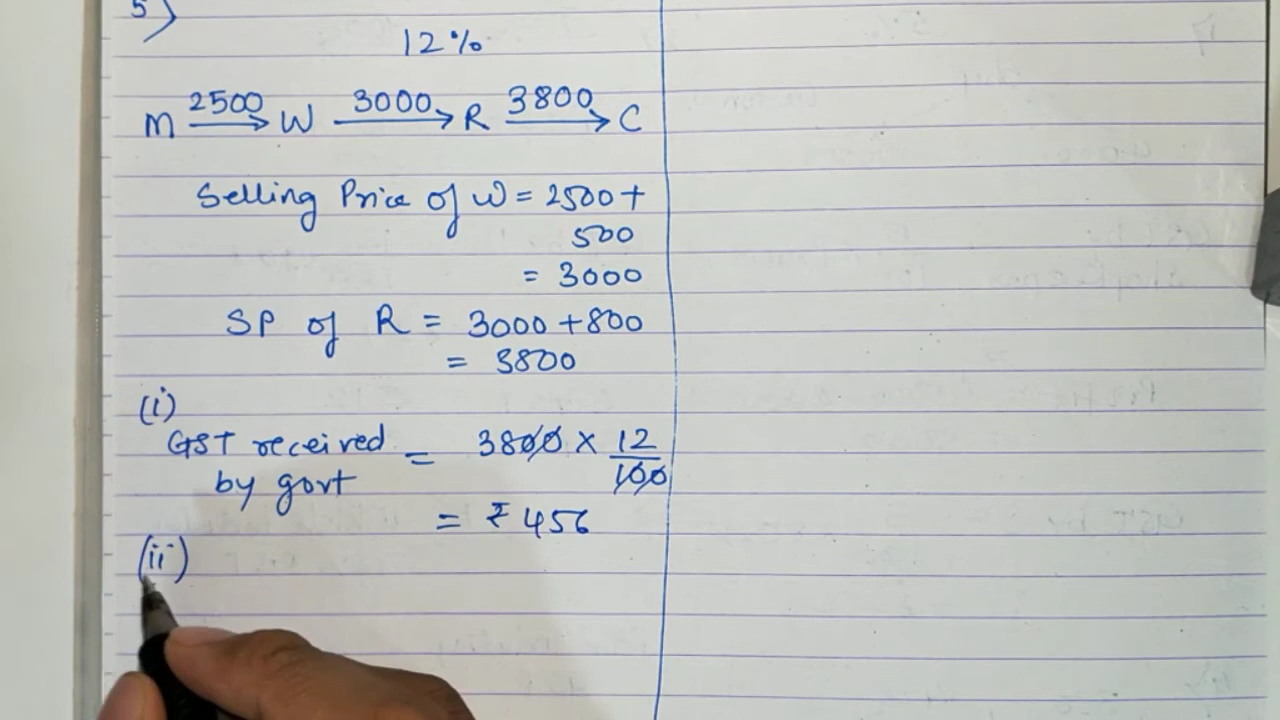 5)
12%
M 2500 → W 3000 → R 3800 → C
Selling Price of W = 2500 +
500
= 3000
SP of R = 3000 + 800
= 3800
(i)
GST received = 3800 × 12/100
by govt
= ₹ 456
(ii)